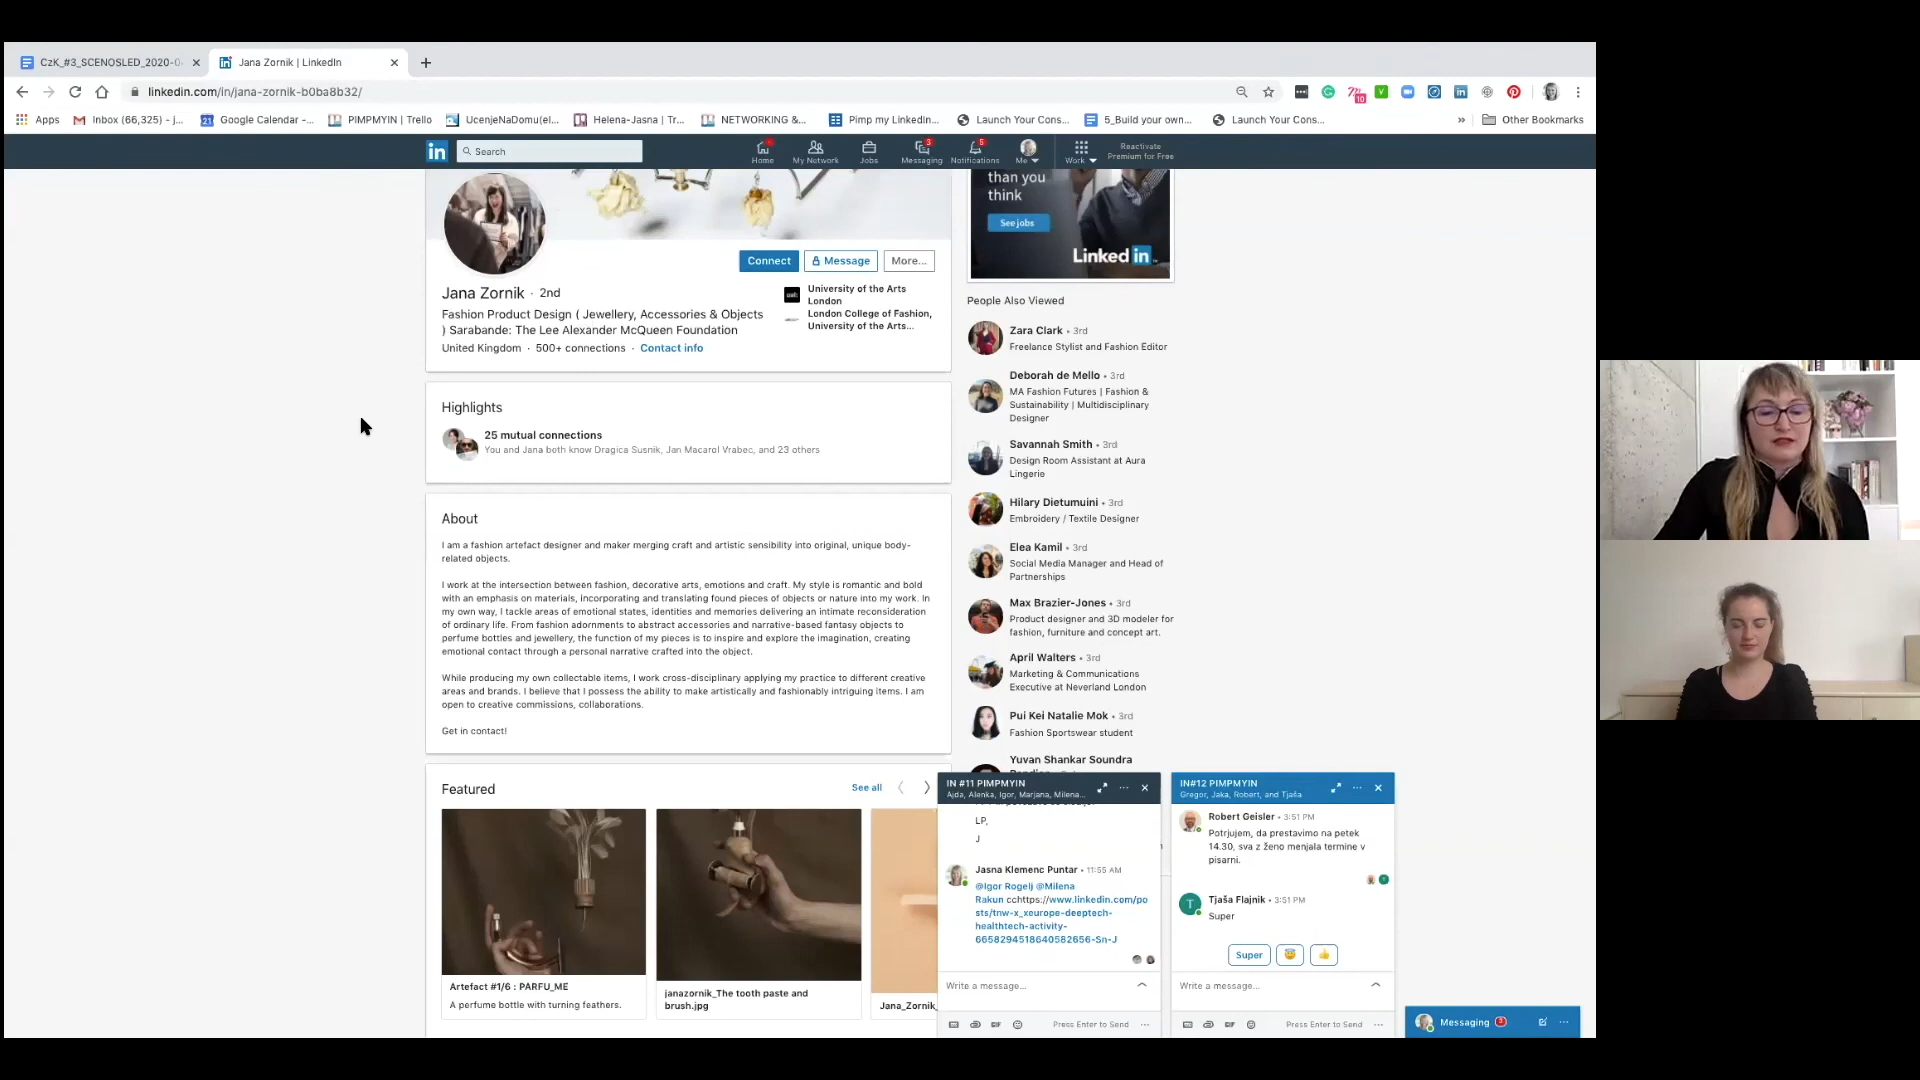 CzK_#3_SCENOSLED_2020-0
Jana Zornik | LinkedIn
linkedin.com/in/jana-zornik-b0ba8b32/
Apps
Inbox (66,325) - j...
Google Calendar -...
PIMPMYIN | Trello
UcenjeNaDomu(el...
Helena-Jasna | Tr...
NETWORKING &...
Pimp my LinkedIn...
Launch Your Cons...
5_Build your own...
Launch Your Cons...
»
Other Bookmarks
in
Search
Home
My Network
Jobs
3
Messaging
5
Notifications
Me
Work
Reactivate
Premium for Free
than you
think
See jobs
Linked in
Connect
Message
More...
Jana Zornik · 2nd
Fashion Product Design ( Jewellery, Accessories & Objects
) Sarabande: The Lee Alexander McQueen Foundation
United Kingdom · 500+ connections · Contact info
University of the Arts
London
London College of Fashion,
University of the Arts...
Highlights
25 mutual connections
You and Jana both know Dragica Susnik, Jan Macarol Vrabec, and 23 others
About
I am a fashion artefact designer and maker merging craft and artistic sensibility into original, unique body-
related objects.
I work at the intersection between fashion, decorative arts, emotions and craft. My style is romantic and bold
with an emphasis on materials, incorporating and translating found pieces of objects or nature into my work. In
my own way, I tackle areas of emotional states, identities and memories delivering an intimate reconsideration
of ordinary life. From fashion adornments to abstract accessories and narrative-based fantasy objects to
perfume bottles and jewellery, the function of my pieces is to inspire and explore the imagination, creating
emotional contact through a personal narrative crafted into the object.
While producing my own collectable items, I work cross-disciplinary applying my practice to different creative
areas and brands. I believe that I possess the ability to make artistically and fashionably intriguing items. I am
open to creative commissions, collaborations.
Get in contact!
Featured
See all
Artefact #1/6 : PARFU_ME
A perfume bottle with turning feathers.
janazornik_The tooth paste and
brush.jpg
Jana_Zornik_
People Also Viewed
Zara Clark • 3rd
Freelance Stylist and Fashion Editor
Deborah de Mello • 3rd
MA Fashion Futures | Fashion &
Sustainability | Multidisciplinary
Designer
Savannah Smith • 3rd
Design Room Assistant at Aura
Lingerie
Hilary Dietumuini • 3rd
Embroidery / Textile Designer
Elea Kamil • 3rd
Social Media Manager and Head of
Partnerships
Max Brazier-Jones • 3rd
Product designer and 3D modeler for
fashion, furniture and concept art.
April Walters • 3rd
Marketing & Communications
Executive at Neverland London
Pui Kei Natalie Mok • 3rd
Fashion Sportswear student
Yuvan Shankar Soundra
IN #11 PIMPMYIN
Ajda, Alenka, Igor, Marjana, Milena...
LP,
J
Jasna Klemenc Puntar • 11:55 AM
@Igor Rogelj @Milena
Rakun cchttps://www.linkedin.com/po
sts/tnw-x_xeurope-deeptech-
healthtech-activity-
6658294518640582656-Sn-J
Write a message...
Press Enter to Send
IN#12 PIMPMYIN
Gregor, Jaka, Robert, and Tjaša
Robert Geisler • 3:51 PM
Potrjujem, da prestavimo na petek
14.30, sva z ženo menjala termine v
pisarni.
T
Tjaša Flajnik • 3:51 PM
Super
Super
Write a message...
Press Enter to Send
Messaging 3